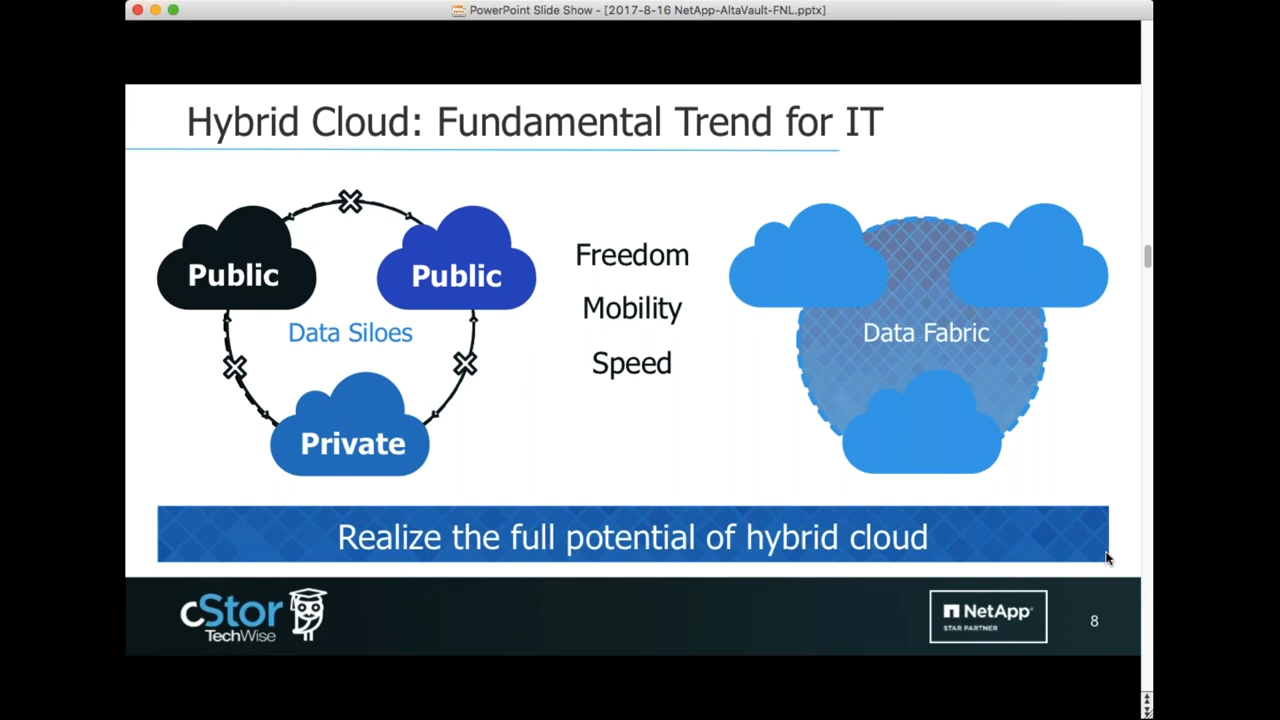 PowerPoint Slide Show - [2017-8-16 NetApp-AltaVault-FNL.pptx]
Hybrid Cloud: Fundamental Trend for IT
Public
Public
Data Siloes
Private
Freedom
Mobility
Speed
Data Fabric
Realize the full potential of hybrid cloud
cStor
TechWise
NetApp®
STAR PARTNER
8